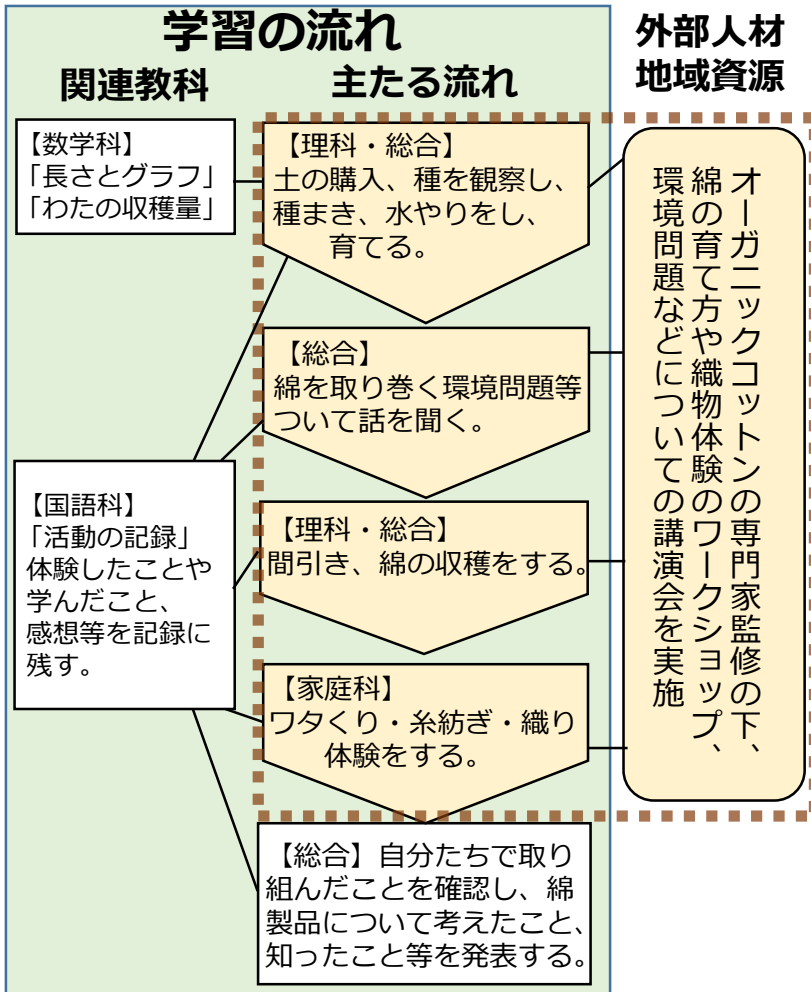 学習の流れ
外部人材
地域資源
関連教科
主たる流れ
【数学科】
「長さとグラフ」
「わたの収穫量」
【理科・総合】
土の購入、種を観察し、
種まき、水やりをし、
育てる。
【総合】
綿を取り巻く環境問題等
ついて話を聞く。
【国語科】
「活動の記録」
体験したことや
学んだこと、
感想等を記録に
残す。
【理科・総合】
間引き、綿の収穫をする。
【家庭科】
ワタくり・糸紡ぎ・織り
体験をする。
【総合】自分たちで取り
組んだことを確認し、綿
製品について考えたこと、
知ったこと等を発表する。
オーガニックコットンの専門家監修の下、
綿の育て方や織物体験のワークショップ、
環境問題などについての講演会を実施